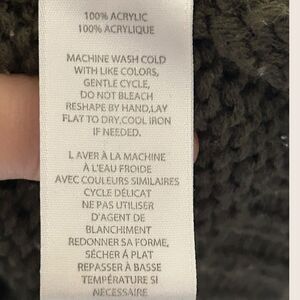 100% ACRYLIC
100% ACRYLIQUE
MACHINE WASH COLD
WITH LIKE COLORS,
GENTLE CYCLE,
DO NOT BLEACH
RESHAPE BY HAND,LAY
FLAT TO DRY,COOL IRON
IF NEEDED.
LAVER À LA MACHINE
À L'EAU FROIDE
AVEC COULEURS SIMILAIRES
CYCLE DÉLICAT
NE PAS UTILISER
D'AGENT DE
BLANCHIMENT
REDONNER SA FORME,
SÉCHER Á PLAT
REPASSER À BASSE
TEMPÉRATURE SI
NÉCESSAIRE